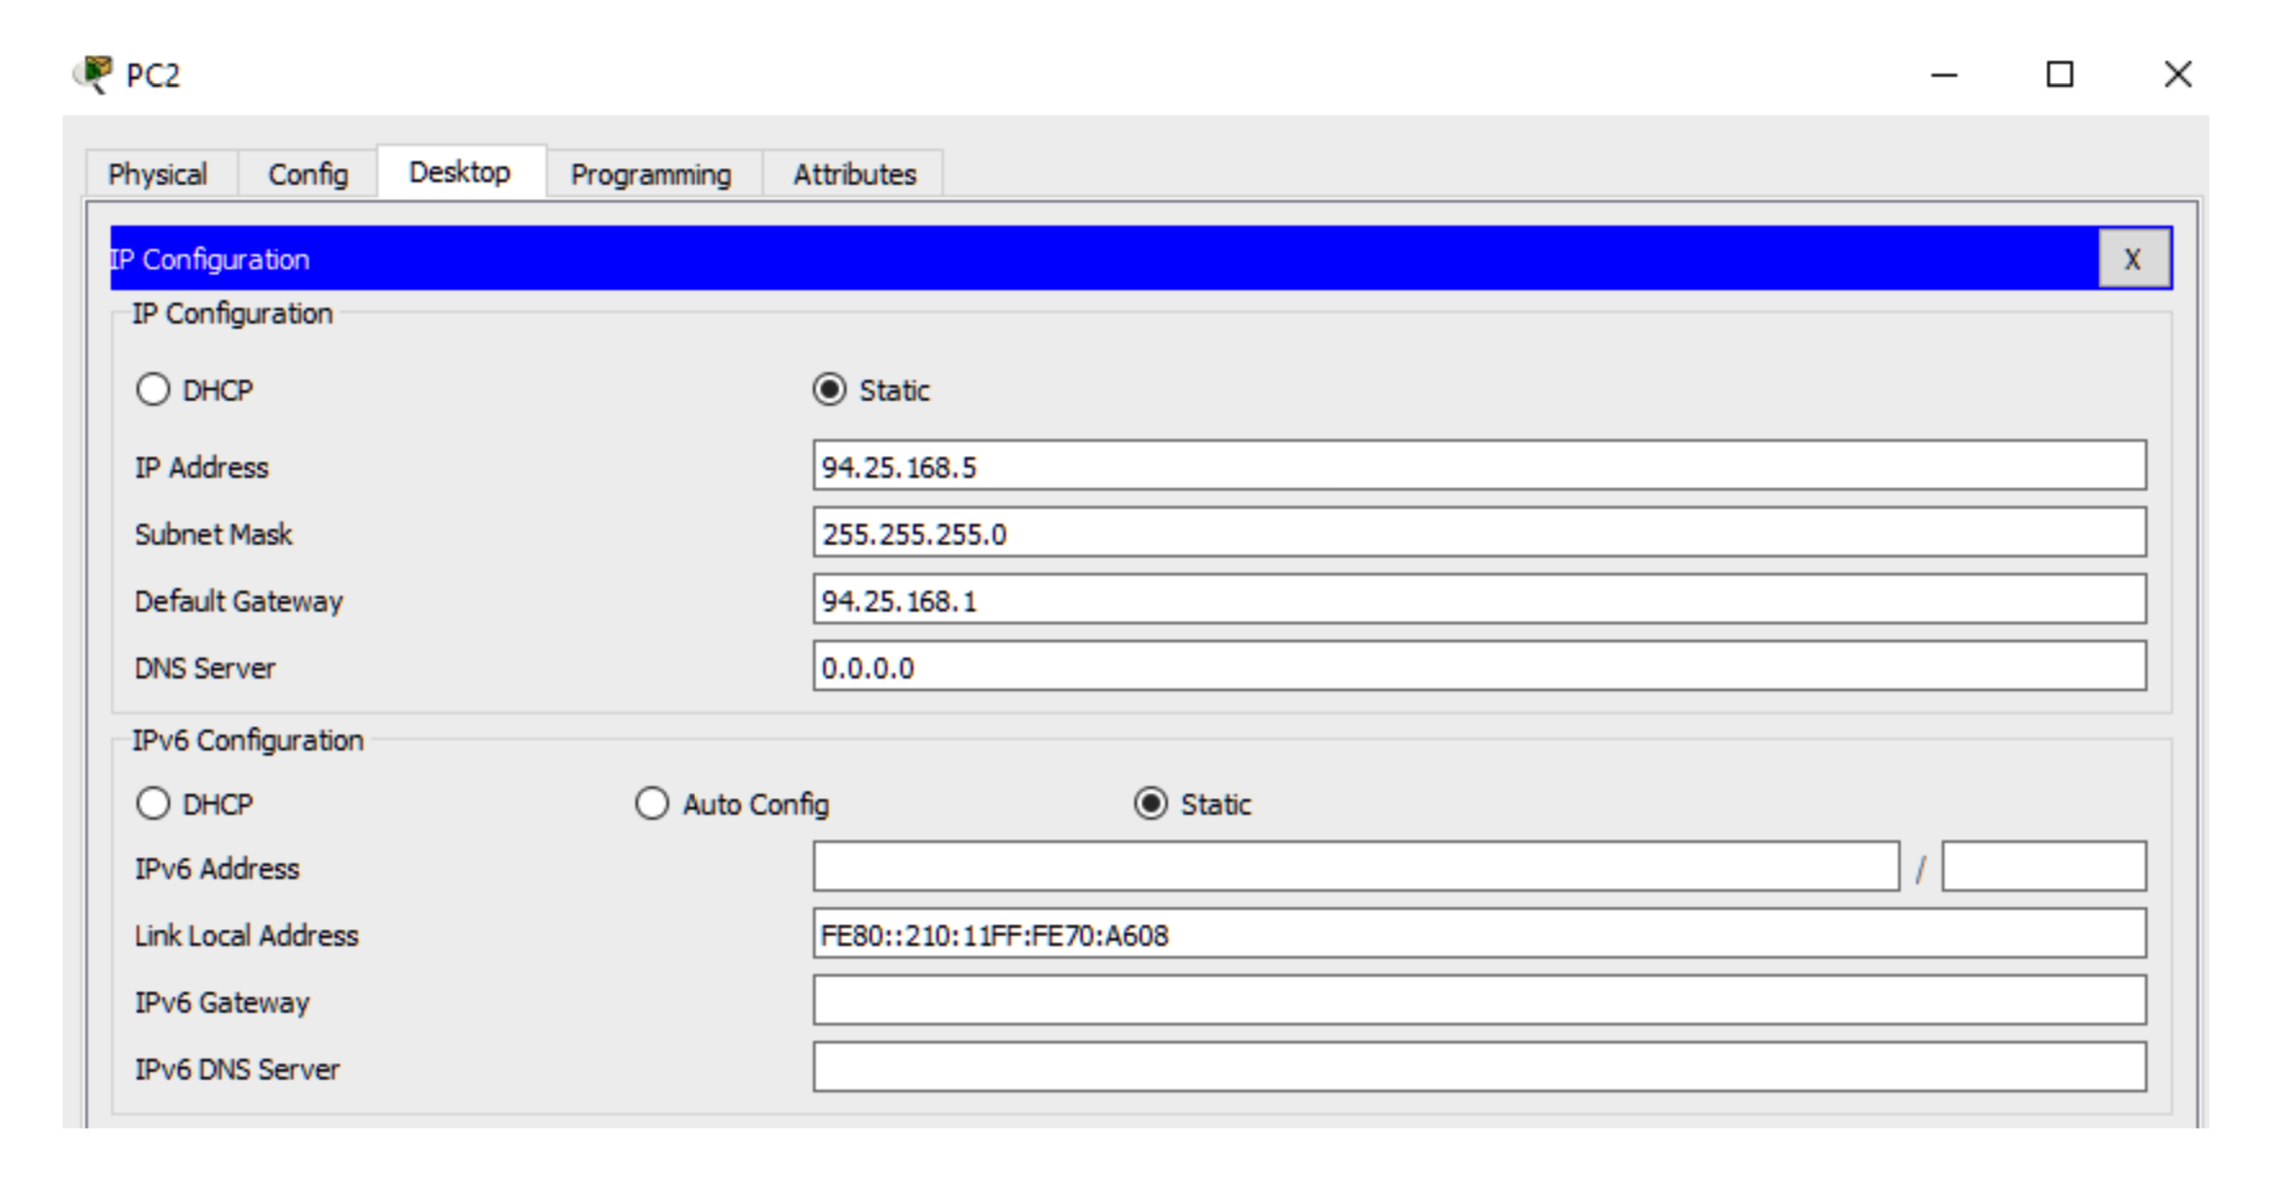 PC2
Physical Config Desktop Programming Attributes
IP Configuration X
IP Configuration
DHCP Static
IP Address 94.25.168.5
Subnet Mask 255.255.255.0
Default Gateway 94.25.168.1
DNS Server 0.0.0.0
IPv6 Configuration
DHCP Auto Config Static
IPv6 Address /
Link Local Address FE80::210:11FF:FE70:A608
IPv6 Gateway
IPv6 DNS Server